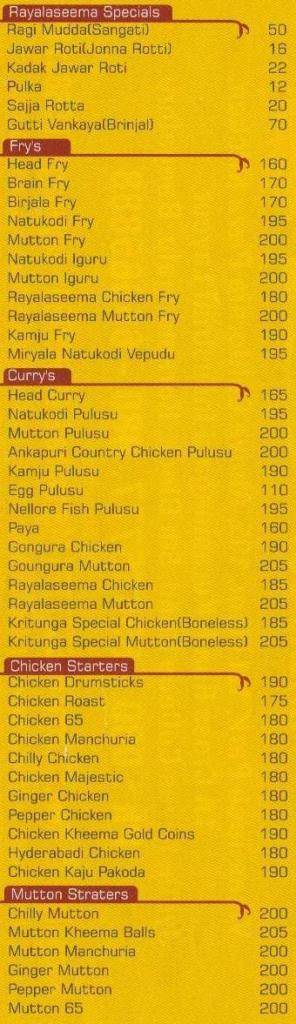 Rayalaseema Specials
Ragi Mudda(Sangati) 50
Jawar Roti(Jonna Rotti) 16
Kadak Jawar Roti 22
Pulka 12
Sajja Rotta 20
Gutti Vankaya(Brinjal) 70
Fry's
Head Fry 160
Brain Fry 170
Birjala Fry 170
Natukodi Fry 195
Mutton Fry 200
Natukodi Iguru 195
Mutton Iguru 200
Rayalaseema Chicken Fry 180
Rayalaseema Mutton Fry 200
Kamju Fry 190
Miryala Natukodi Vepudu 195
Curry's
Head Curry 165
Natukodi Pulusu 195
Mutton Pulusu 200
Ankapuri Country Chicken Pulusu 200
Kamju Pulusu 190
Egg Pulusu 110
Nellore Fish Pulusu 195
Paya 160
Gongura Chicken 190
Goungura Mutton 205
Rayalaseema Chicken 185
Rayalaseema Mutton 205
Kritunga Special Chicken(Boneless) 185
Kritunga Special Mutton(Boneless) 205
Chicken Starters
Chicken Drumsticks 190
Chicken Roast 175
Chicken 65 180
Chicken Manchuria 180
Chilly Chicken 180
Chicken Majestic 180
Ginger Chicken 180
Pepper Chicken 180
Chicken Kheema Gold Coins 190
Hyderabadi Chicken 180
Chicken Kaju Pakoda 190
Mutton Straters
Chilly Mutton 200
Mutton Kheema Balls 205
Mutton Manchuria 200
Ginger Mutton 200
Pepper Mutton 200
Mutton 65 200